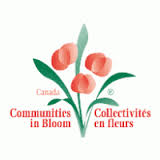 Canada ®
Communities Collectivités
in Bloom en fleurs